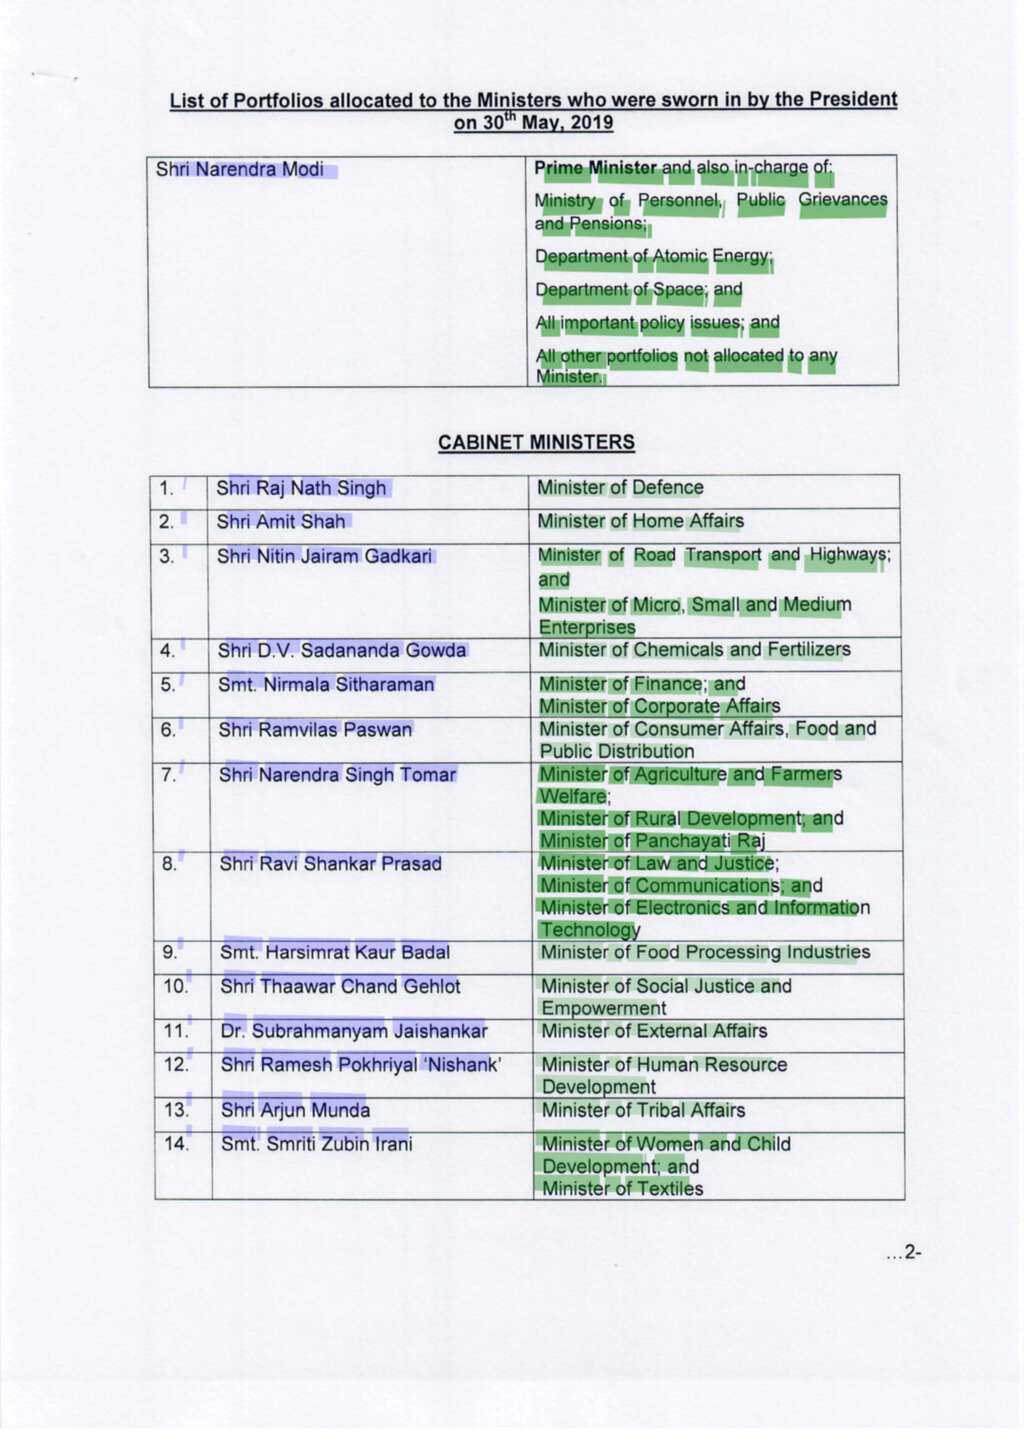 List of Portfolios allocated to the Ministers who were sworn in by the President
on 30th May, 2019
Shri Narendra Modi
Prime Minister and also in-charge of:
Ministry of Personnel, Public Grievances
and Pensions;
Department of Atomic Energy;
Department of Space; and
All important policy issues; and
All other portfolios not allocated to any
Minister.
CABINET MINISTERS
1. Shri Raj Nath Singh Minister of Defence
2. Shri Amit Shah Minister of Home Affairs
3. Shri Nitin Jairam Gadkari Minister of Road Transport and Highways;
and
Minister of Micro, Small and Medium
Enterprises
4. Shri D.V. Sadananda Gowda Minister of Chemicals and Fertilizers
5. Smt. Nirmala Sitharaman Minister of Finance; and
Minister of Corporate Affairs
6. Shri Ramvilas Paswan Minister of Consumer Affairs, Food and
Public Distribution
7. Shri Narendra Singh Tomar Minister of Agriculture and Farmers
Welfare;
Minister of Rural Development; and
Minister of Panchayati Raj
8. Shri Ravi Shankar Prasad Minister of Law and Justice;
Minister of Communications; and
Minister of Electronics and Information
Technology
9. Smt. Harsimrat Kaur Badal Minister of Food Processing Industries
10. Shri Thaawar Chand Gehlot Minister of Social Justice and
Empowerment
11. Dr. Subrahmanyam Jaishankar Minister of External Affairs
12. Shri Ramesh Pokhriyal 'Nishank' Minister of Human Resource
Development
13. Shri Arjun Munda Minister of Tribal Affairs
14. Smt. Smriti Zubin Irani Minister of Women and Child
Development; and
Minister of Textiles
...2-